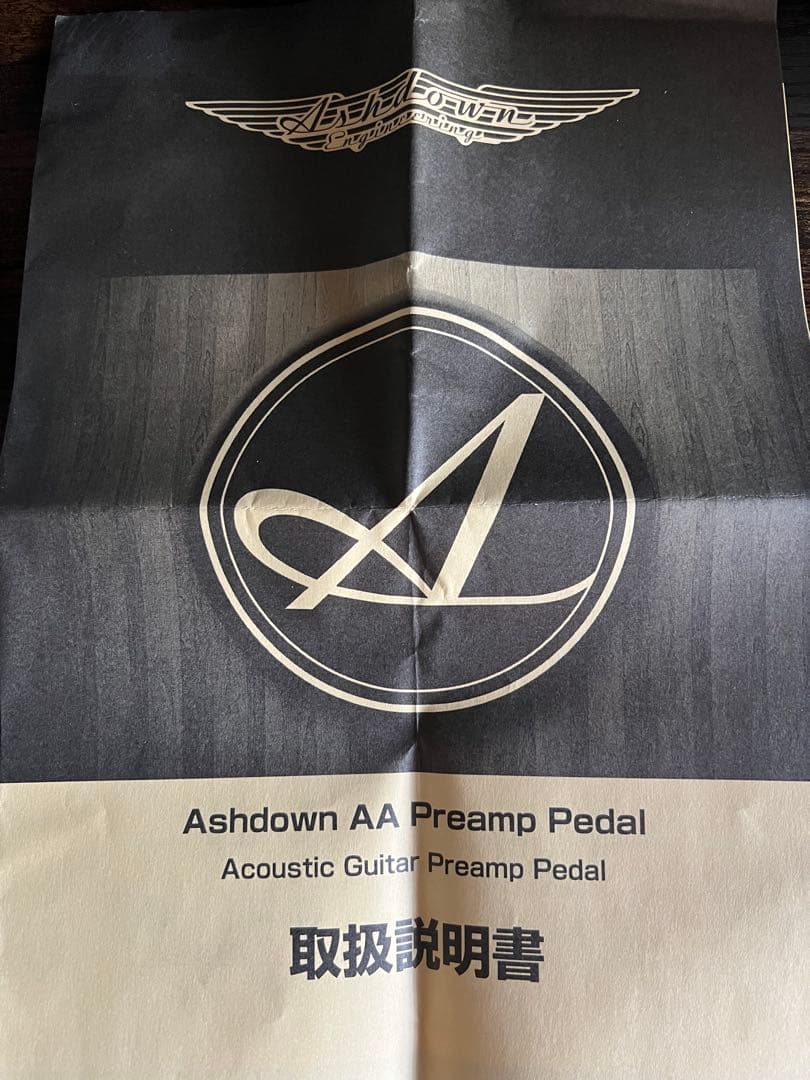 Ashdown
Engineering
A
Ashdown AA Preamp Pedal
Acoustic Guitar Preamp Pedal
取扱説明書